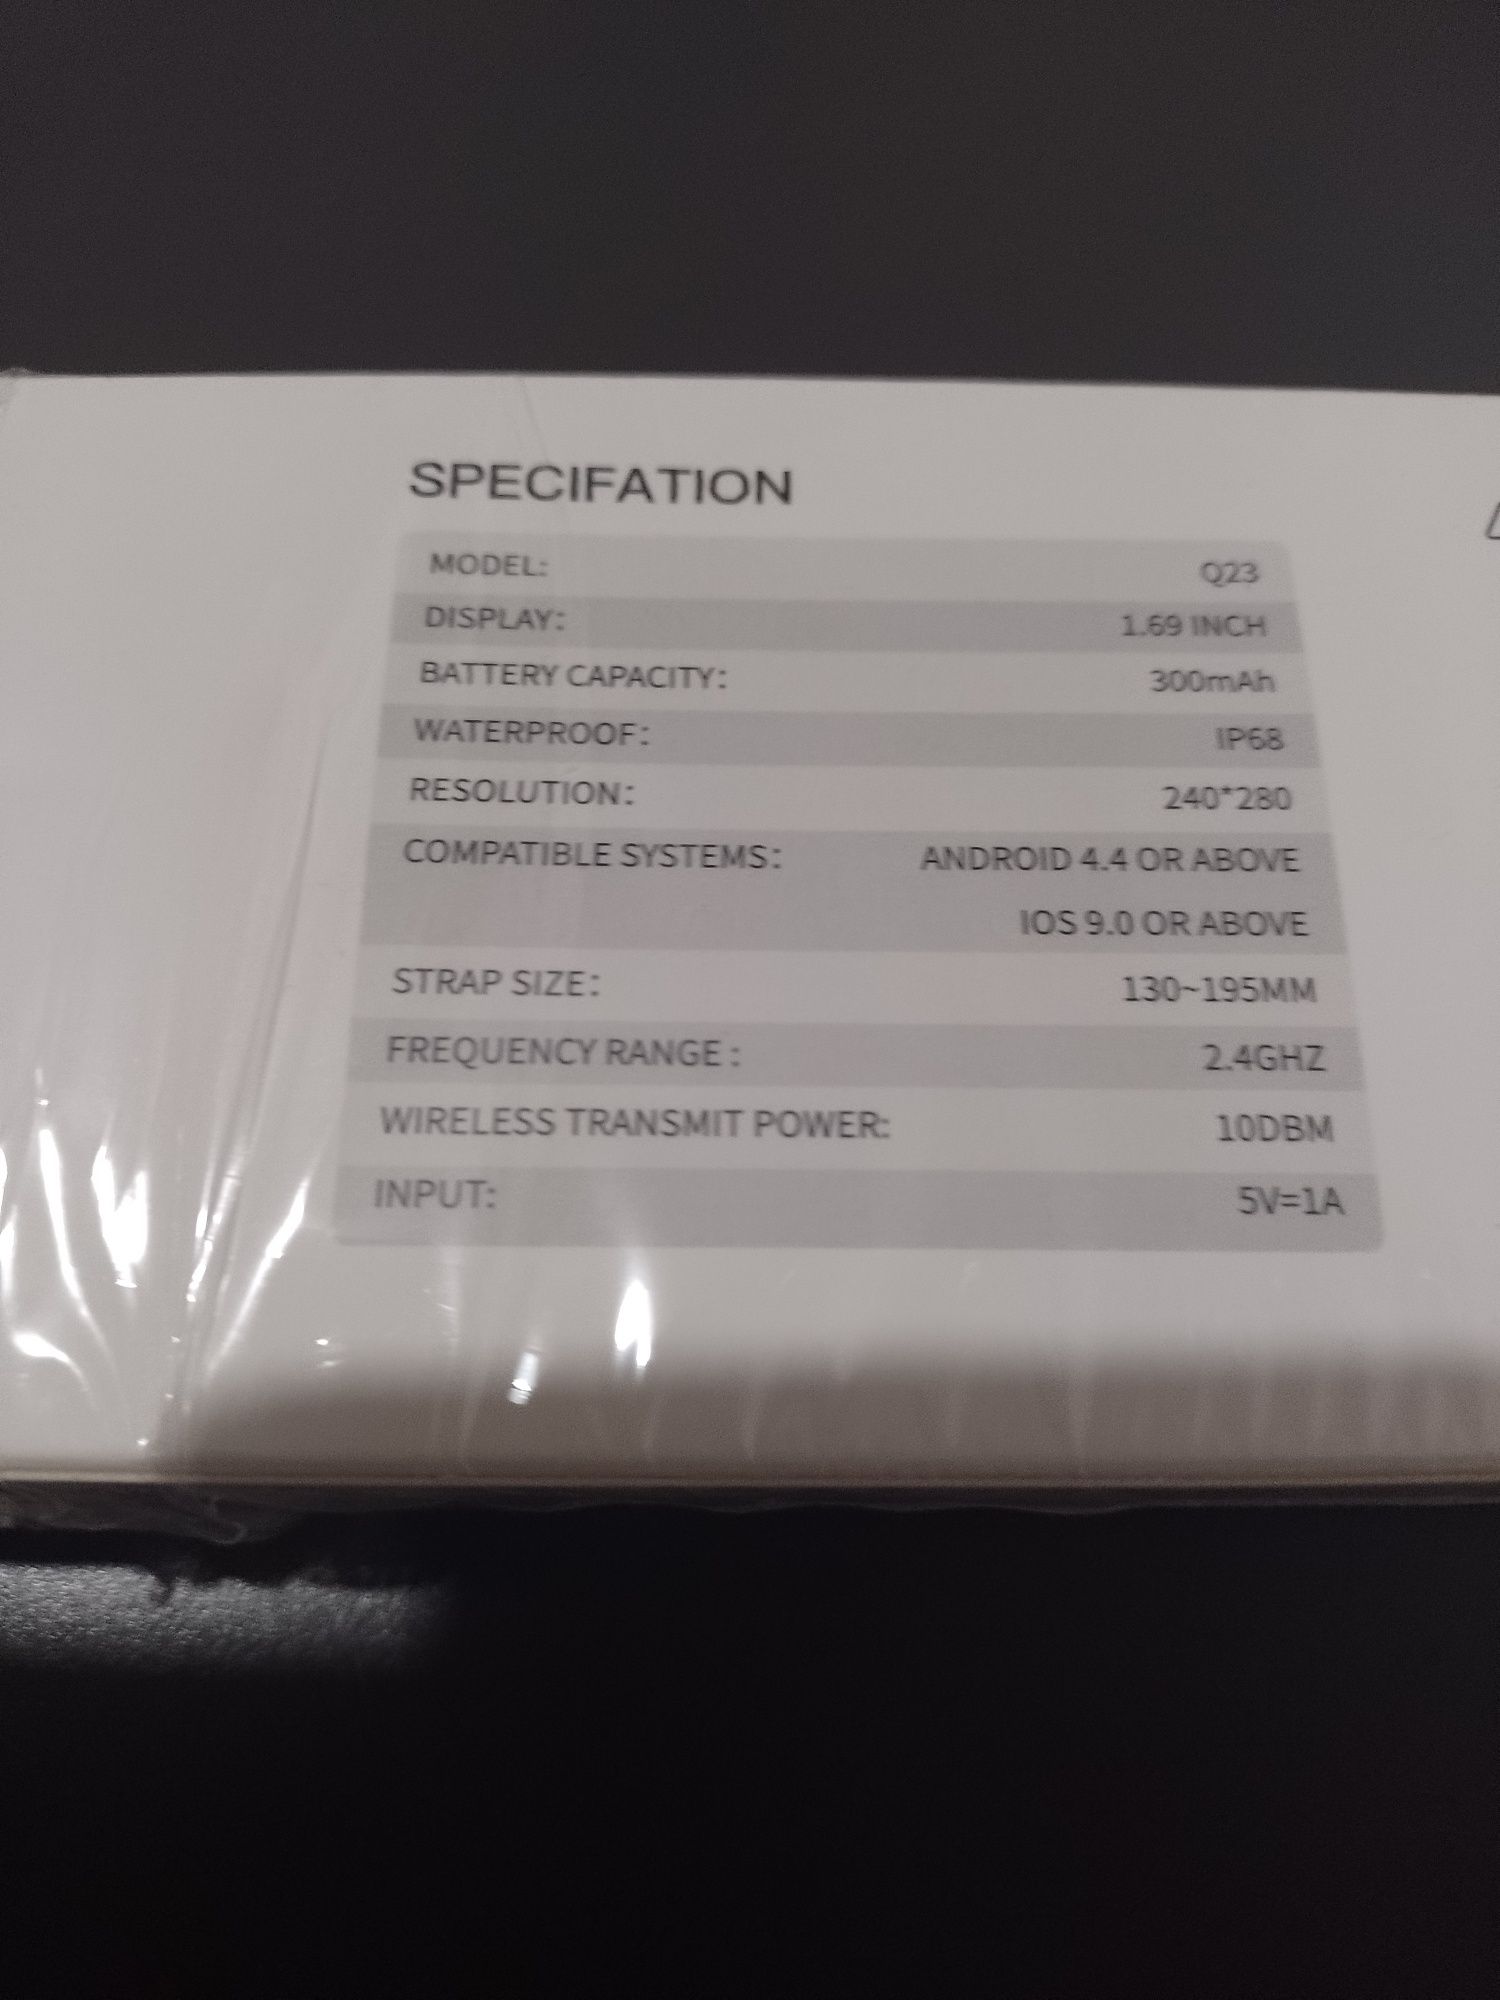 SPECIFATION
MODEL: Q23
DISPLAY: 1.69 INCH
BATTERY CAPACITY: 300mAh
WATERPROOF: IP68
RESOLUTION: 240*280
COMPATIBLE SYSTEMS: ANDROID 4.4 OR ABOVE
IOS 9.0 OR ABOVE
STRAP SIZE: 130~195MM
FREQUENCY RANGE : 2.4GHZ
WIRELESS TRANSMIT POWER: 10DBM
INPUT: 5V=1A